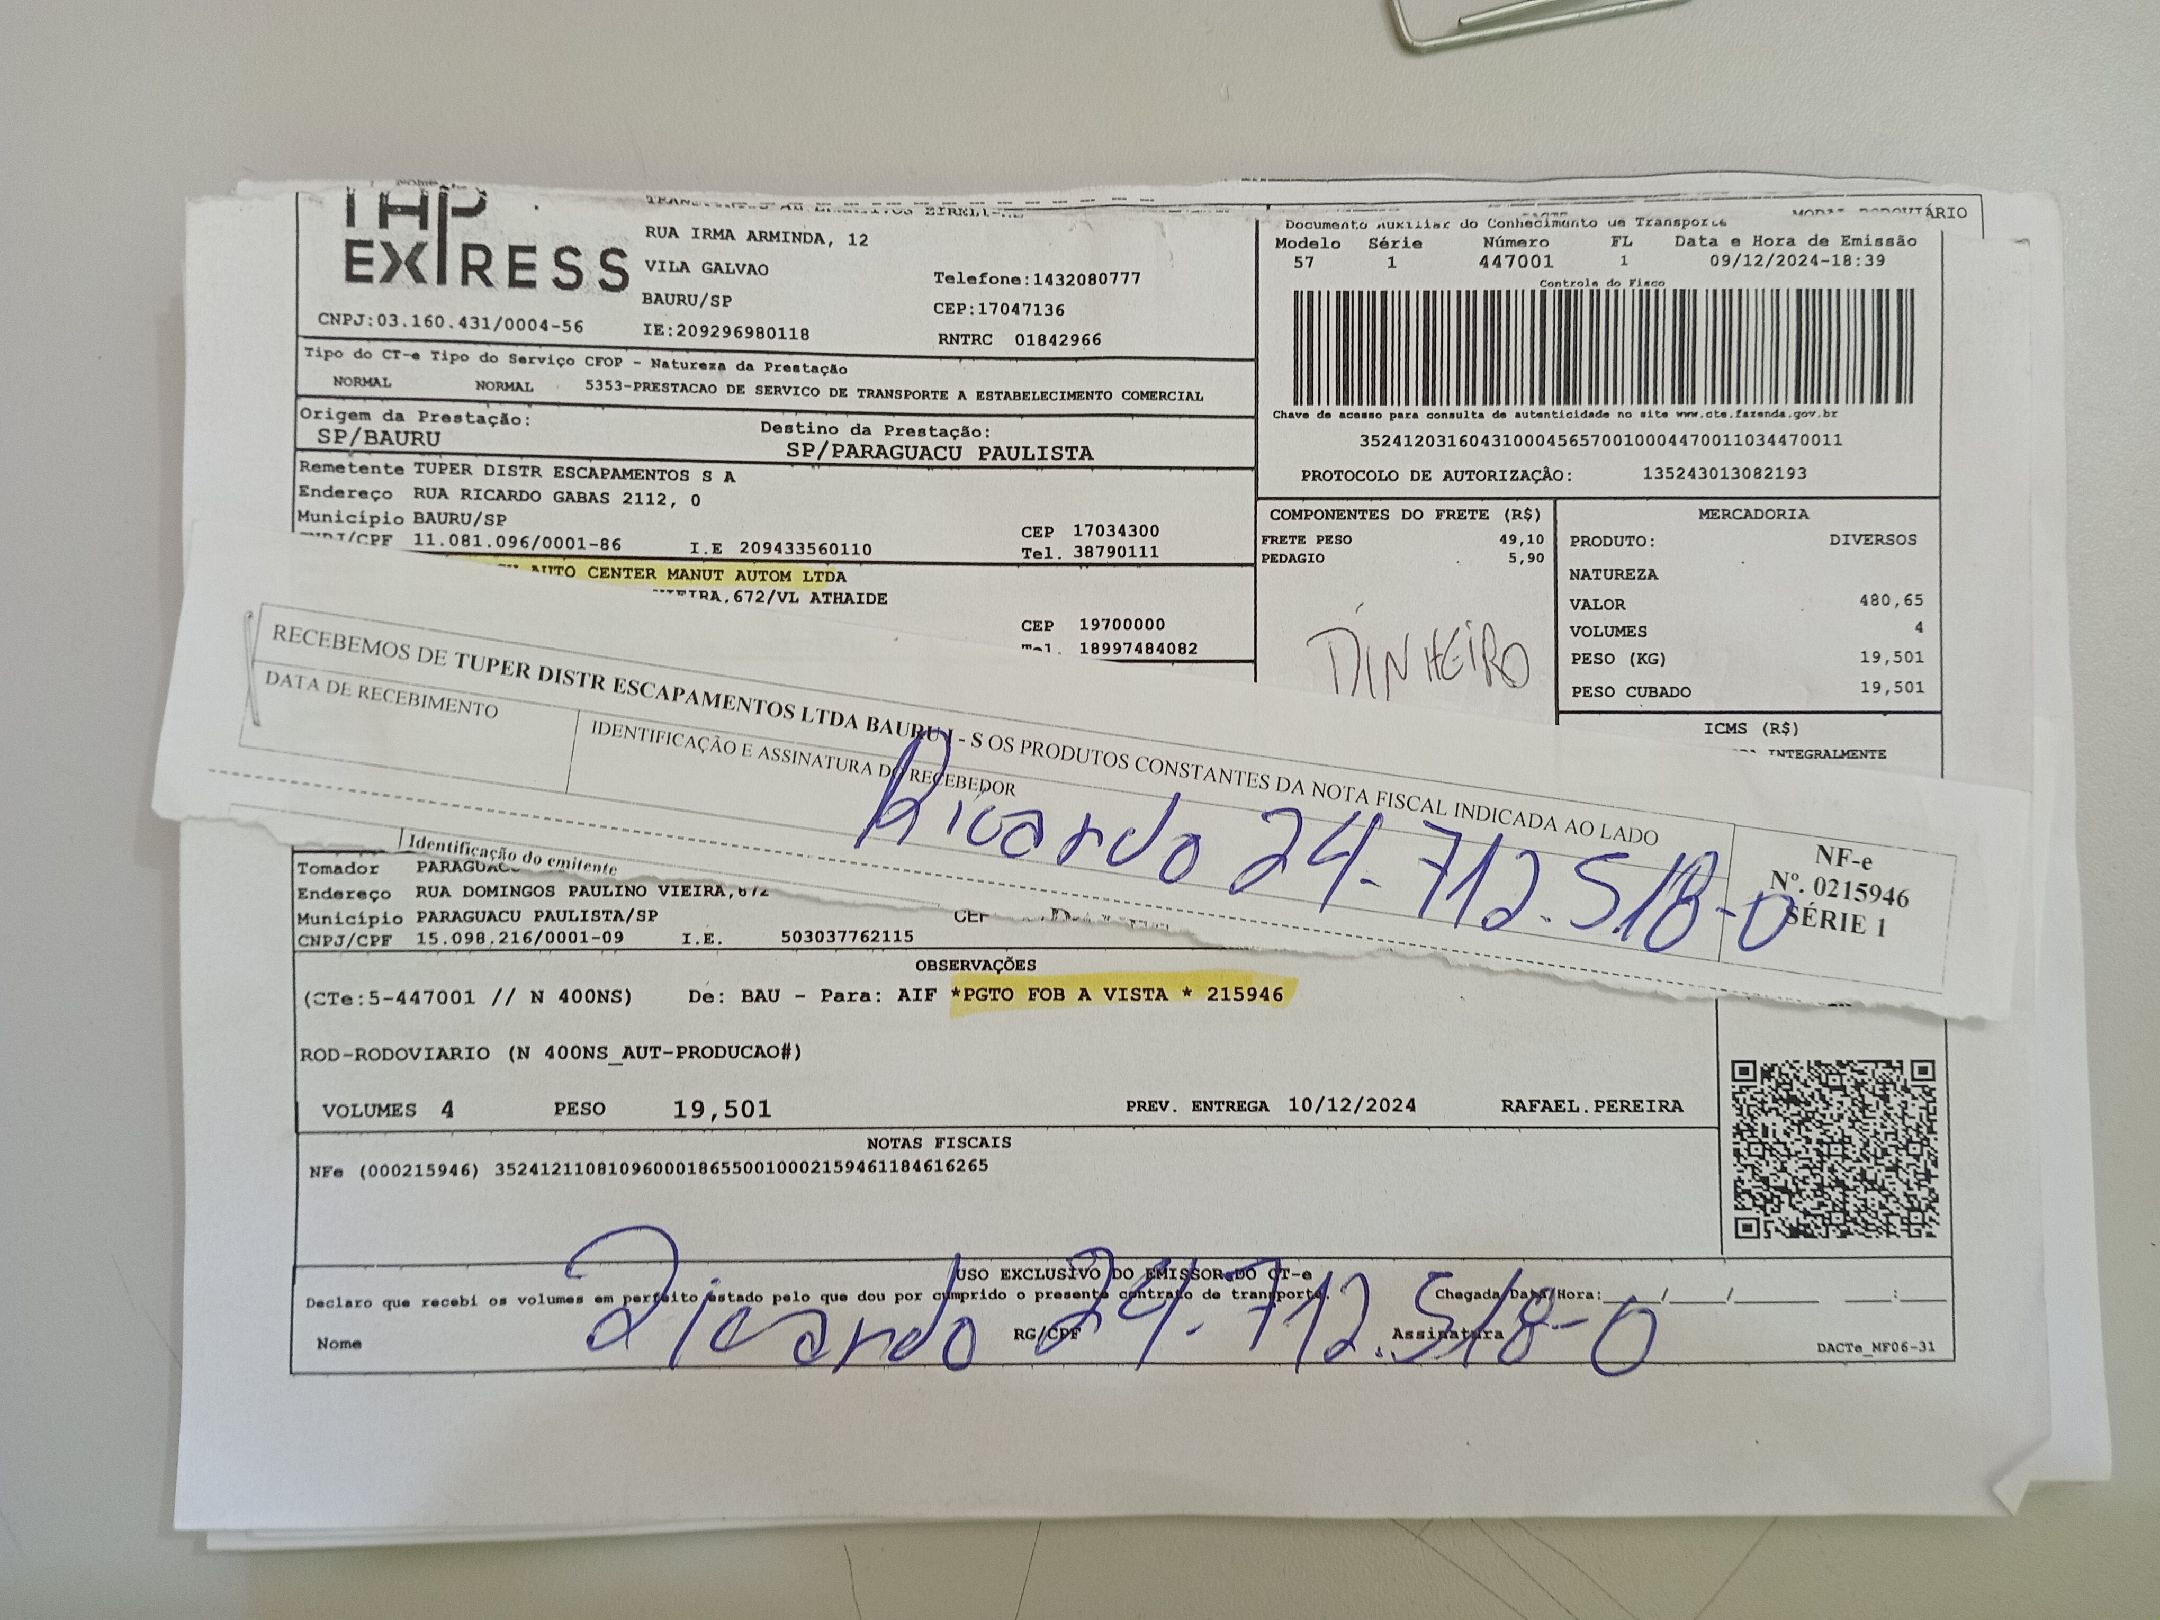 EXPRESS
CNPJ:03.160.431/0004-56
RUA IRMA ARMINDA, 12
VILA GALVAO
BAURU/SP
IE:209296980118
Telefone:1432080777
CEP:17047136
RNTRC 01842966
MODAL RODOVIÁRIO
Documento Auxiliar do Conhecimento de Transporte
Modelo Série Número FL Data e Hora de Emissão
57 1 447001 1 09/12/2024-18:39
Controle do Fisco
Chave de acesso para consulta de autenticidade no site www.cte.fazenda.gov.br
35241203160431000456570010004470011034470011
PROTOCOLO DE AUTORIZAÇÃO: 135243013082193
Tipo do CT-e Tipo do Serviço CFOP - Natureza da Prestação
NORMAL NORMAL 5353-PRESTACAO DE SERVICO DE TRANSPORTE A ESTABELECIMENTO COMERCIAL
Origem da Prestação:
SP/BAURU
Destino da Prestação:
SP/PARAGUACU PAULISTA
Remetente TUPER DISTR ESCAPAMENTOS S A
Endereço RUA RICARDO GABAS 2112, 0
Município BAURU/SP CEP 17034300
CNPJ/CPF 11.081.096/0001-86 I.E 209433560110 Tel. 38790111
AUTO CENTER MANUT AUTOM LTDA
VIEIRA,672/VL ATHAIDE
CEP 19700000
Tel. 18997484082
COMPONENTES DO FRETE (R$)
FRETE PESO 49,10
PEDAGIO 5,90
DINHEIRO
MERCADORIA
PRODUTO: DIVERSOS
NATUREZA
VALOR 480,65
VOLUMES 4
PESO (KG) 19,501
PESO CUBADO 19,501
ICMS (R$)
INTEGRALMENTE
RECEBEMOS DE TUPER DISTR ESCAPAMENTOS LTDA BAURU - S OS PRODUTOS CONSTANTES DA NOTA FISCAL INDICADA AO LADO
DATA DE RECEBIMENTO
IDENTIFICAÇÃO E ASSINATURA DO RECEBEDOR
Ricardo 24.712.518-0
NF-e
Nº. 0215946
SÉRIE 1
Identificação do emitente
Tomador PARAGUAC
Endereço RUA DOMINGOS PAULINO VIEIRA,672
Município PARAGUACU PAULISTA/SP CEP
CNPJ/CPF 15.098.216/0001-09 I.E. 503037762115
OBSERVAÇÕES
(CTe:5-447001 // N 400NS) De: BAU - Para: AIF *PGTO FOB A VISTA * 215946
ROD-RODOVIARIO (N 400NS_AUT-PRODUCAO#)
VOLUMES 4 PESO 19,501 PREV. ENTREGA 10/12/2024 RAFAEL.PEREIRA
NOTAS FISCAIS
NFe (000215946) 35241211081096000186550010002159461184616265
USO EXCLUSIVO DO EMISSOR DO CT-e
Declaro que recebi os volumes em perfeito estado pelo que dou por cumprido o presente contrato de transporte. Chegada Data/Hora:___/___/______ :___
Nome RG/CPF Assinatura
Ricardo 24.712.518-0
DACTe_MF06-31